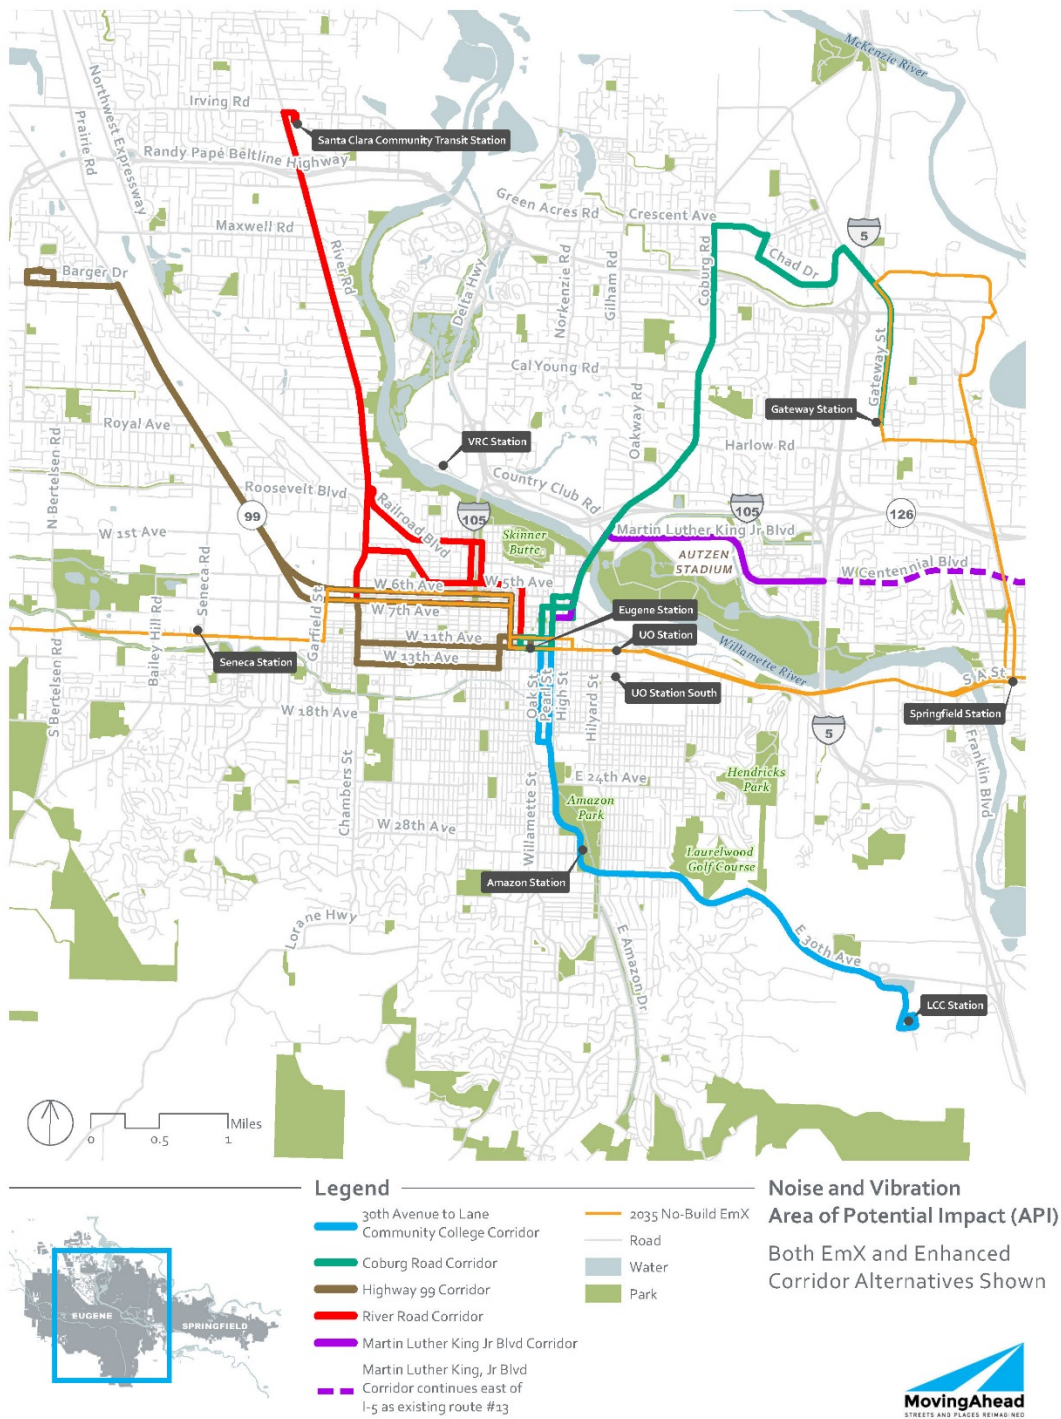 McKenzie River
Irving Rd
Northwest Expressway
Prairie Rd
Santa Clara Community Transit Station
Randy Papé Beltline Highway
Green Acres Rd
Crescent Ave
5
Maxwell Rd
River Rd
Delta Hwy
Norkenzie Rd
Gilham Rd
Coburg Rd
Chad Dr
Barger Dr
Cal Young Rd
Gateway St
Gateway Station
Royal Ave
N Bertelsen Rd
VRC Station
Oakway Rd
Harlow Rd
Roosevelt Blvd
Country Club Rd
99
Railroad Blvd
105
105
126
W 1st Ave
Martin Luther King Jr Blvd
Skinner
Butte
AUTZEN
STADIUM
W Centennial Blvd
Seneca Rd
W 5th Ave
W 6th Ave
W 7th Ave
Eugene Station
Bailey Hill Rd
Garfield St
W 11th Ave
UO Station
W 13th Ave
Willamette River
Seneca Station
S Bertelsen Rd
Oak St
Pearl St
High St
Hilyard St
UO Station South
S A St
Springfield Station
W 18th Ave
5
Franklin Blvd
Chambers St
Willamette St
E 24th Ave
Hendricks
Park
Amazon
Park
W 28th Ave
Laurelwood
Golf Course
Amazon Station
Lorane Hwy
E Amazon Dr
E 30th Ave
LCC Station
Miles
0 0.5 1
Legend
30th Avenue to Lane
Community College Corridor
Coburg Road Corridor
Highway 99 Corridor
River Road Corridor
Martin Luther King Jr Blvd Corridor
Martin Luther King, Jr Blvd
Corridor continues east of
I-5 as existing route #13
2035 No-Build EmX
Road
Water
Park
Noise and Vibration
Area of Potential Impact (API)
Both EmX and Enhanced
Corridor Alternatives Shown
EUGENE
SPRINGFIELD
MovingAhead
STREETS AND PLACES REIMAGINED